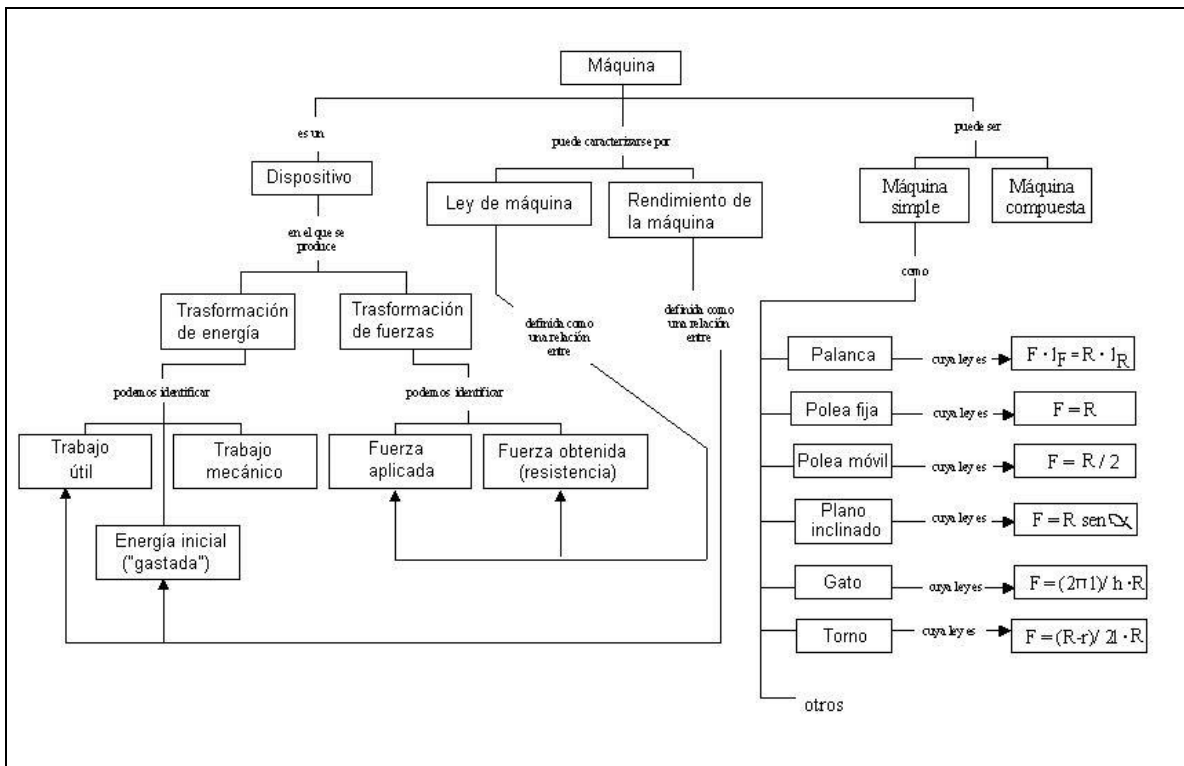 Máquina
es un
puede caracterizarse por
puede ser
Dispositivo
Ley de máquina
Rendimiento de
la máquina
Máquina
simple
Máquina
compuesta
en el que se
produce
como
Trasformación
de energía
Trasformación
de fuerzas
definida como
una relación
entre
definida como
una relación
entre
podemos identificar
podemos identificar
Trabajo
útil
Trabajo
mecánico
Fuerza
aplicada
Fuerza obtenida
(resistencia)
Energía inicial
("gastada")
Palanca
cuya ley es
F · l_F = R · l_R
Polea fija
cuya ley es
F = R
Polea móvil
cuya ley es
F = R / 2
Plano
inclinado
cuya ley es
F = R sen α
Gato
cuya ley es
F = (2π l) / h · R
Torno
cuya ley es
F = (R-r) / 2l · R
otros